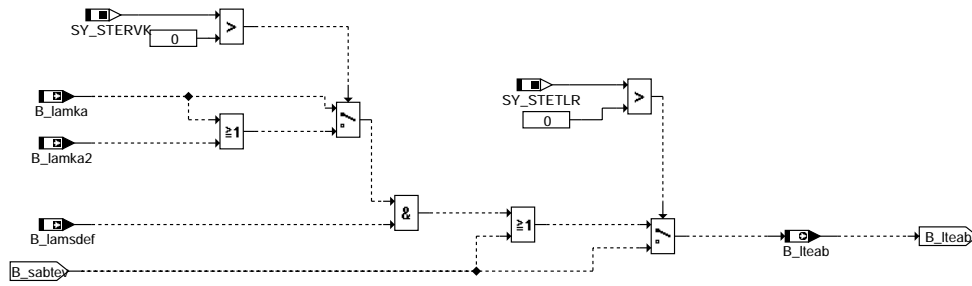 SY_STERVK
0
>
B_lamka
≥1
B_lamka2
SY_STETLR
0
>
B_lamsdef
&
≥1
B_lteab
B_lteab
B_sabtev